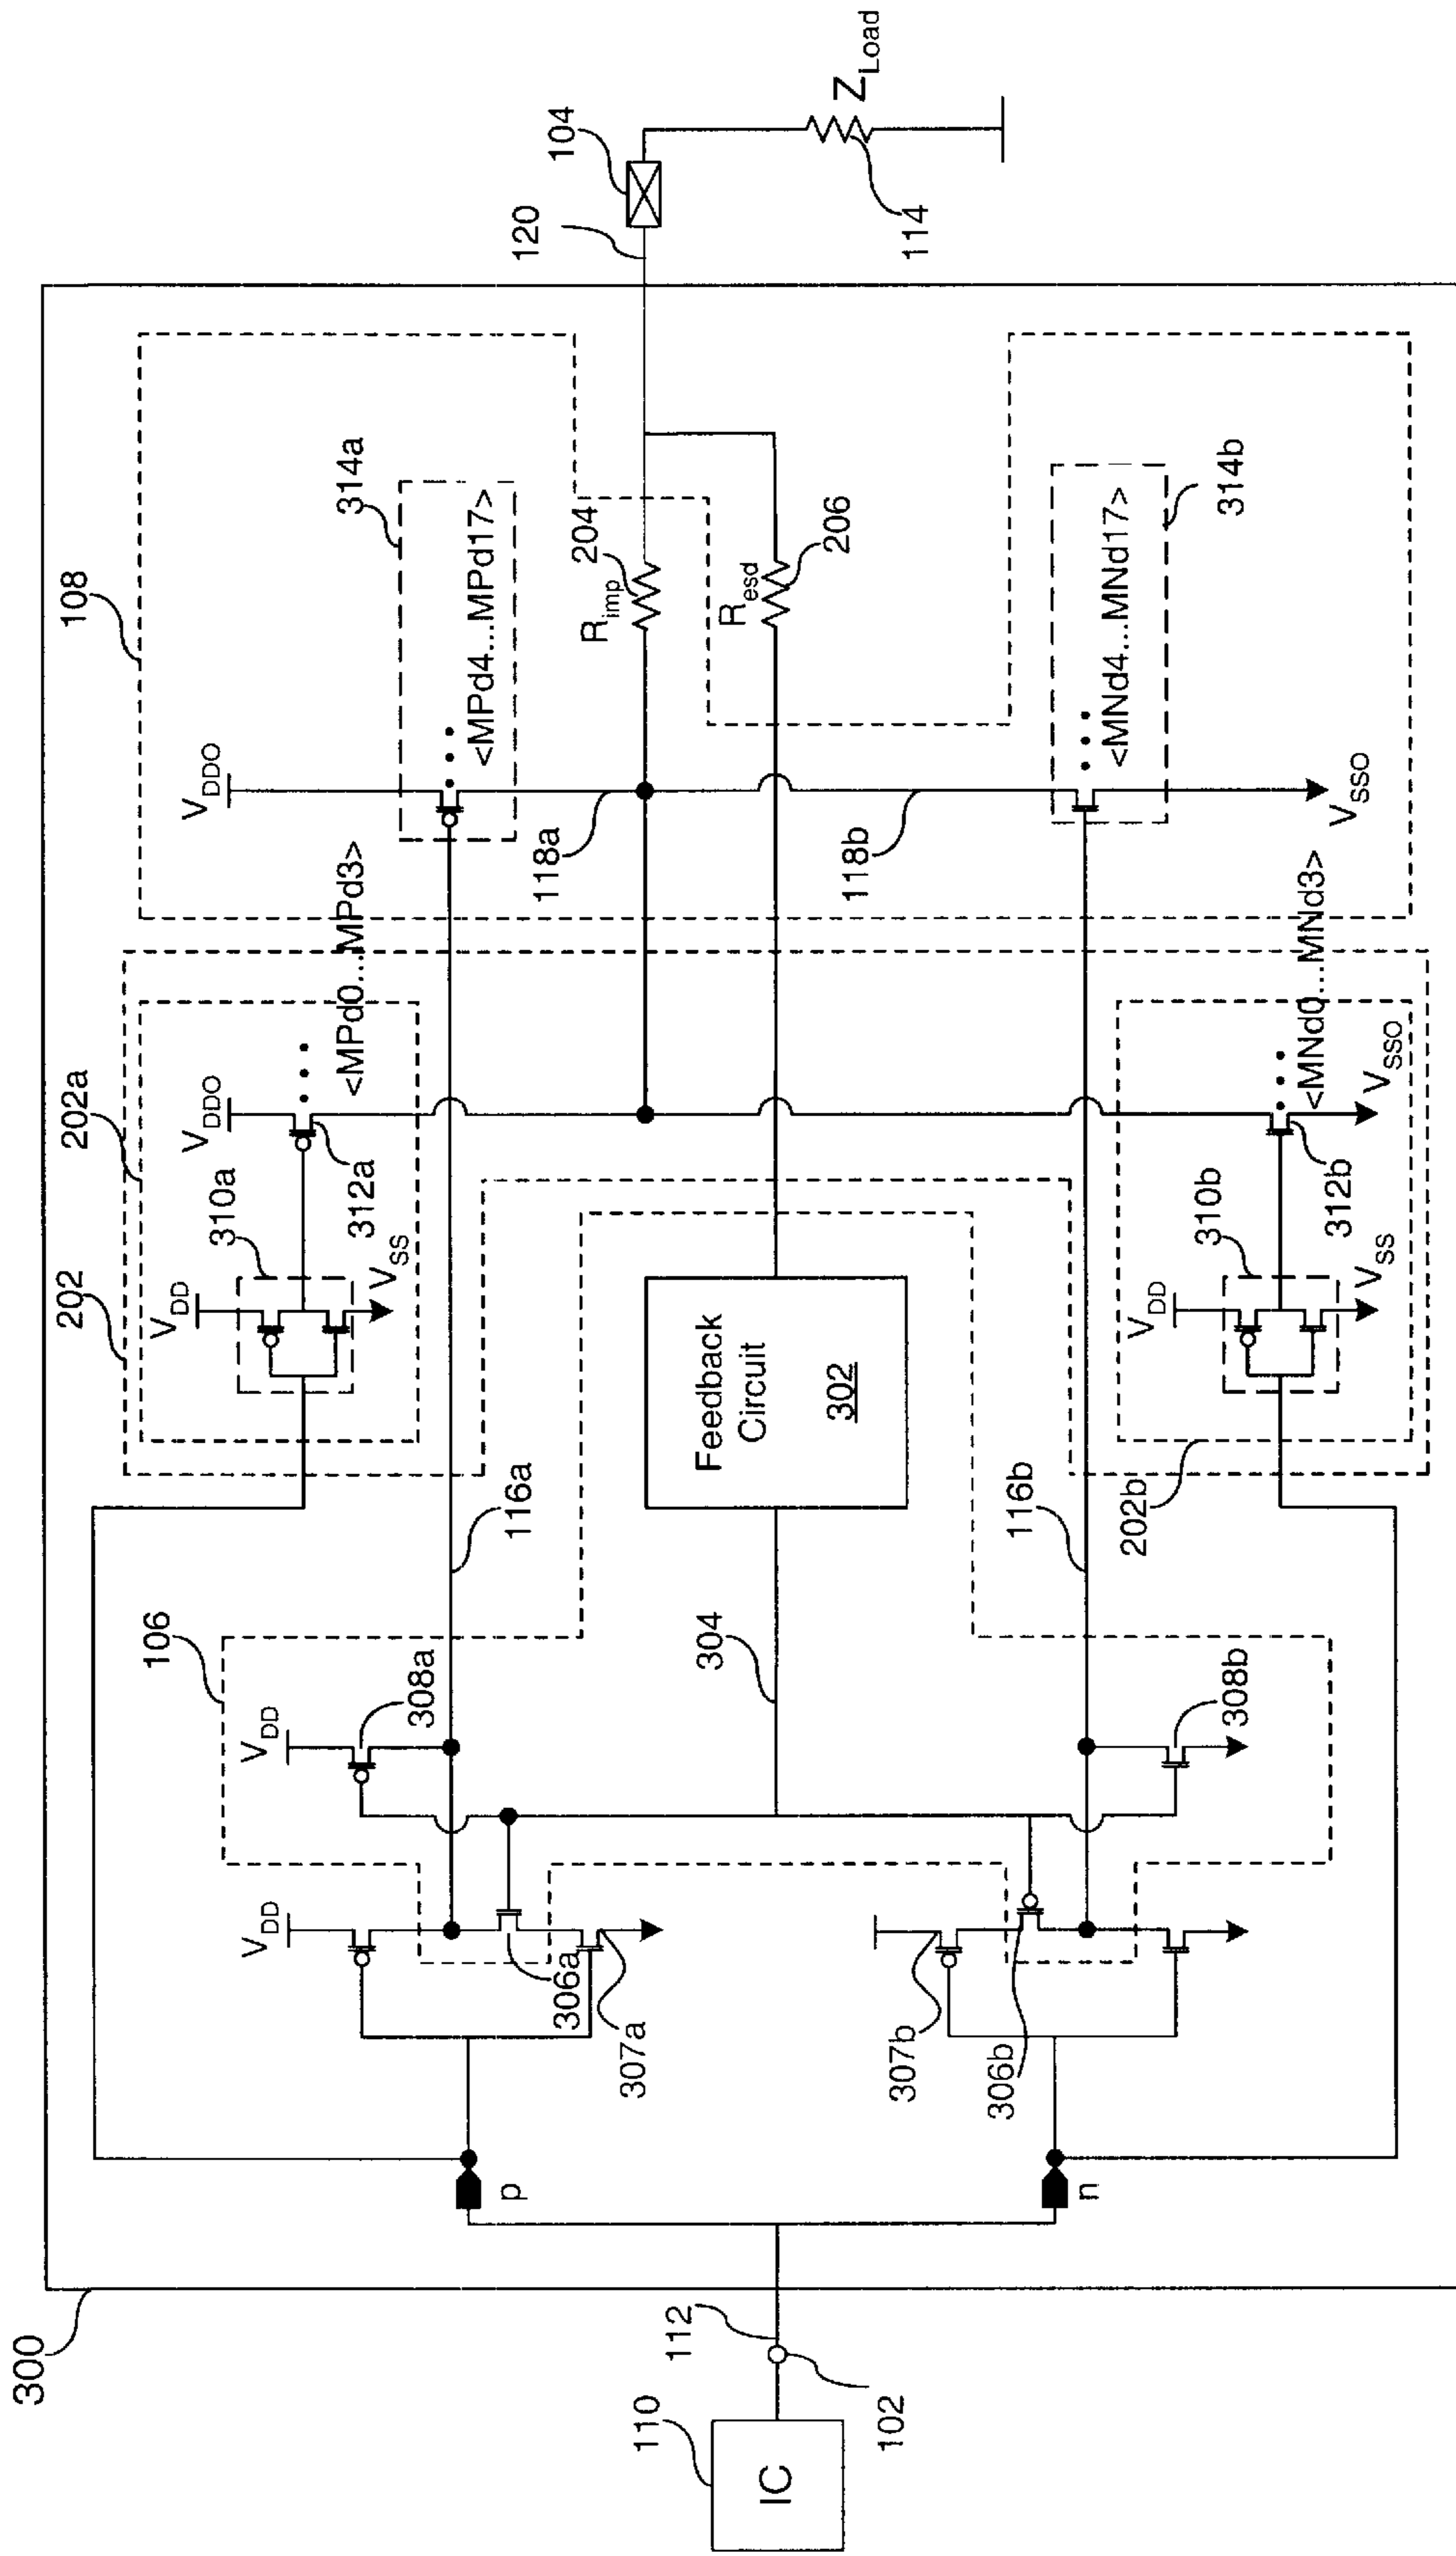 300
110
IC
102
112
p
n
106
V_DD
308a
V_DD
306a
307a
307b
306b
308b
304
116a
116b
Feedback
Circuit
302
202
202a
V_DD
310a
V_SS
V_DDO
312a
<MPd0...MPd3>
202b
V_DD
310b
V_SS
312b
V_SSO
<MNd0...MNd3>
108
V_DDO
314a
<MPd4...MPd17>
118a
118b
R_imp
204
R_esd
206
<MNd4...MNd17>
314b
V_SSO
120
104
114
Z_Load